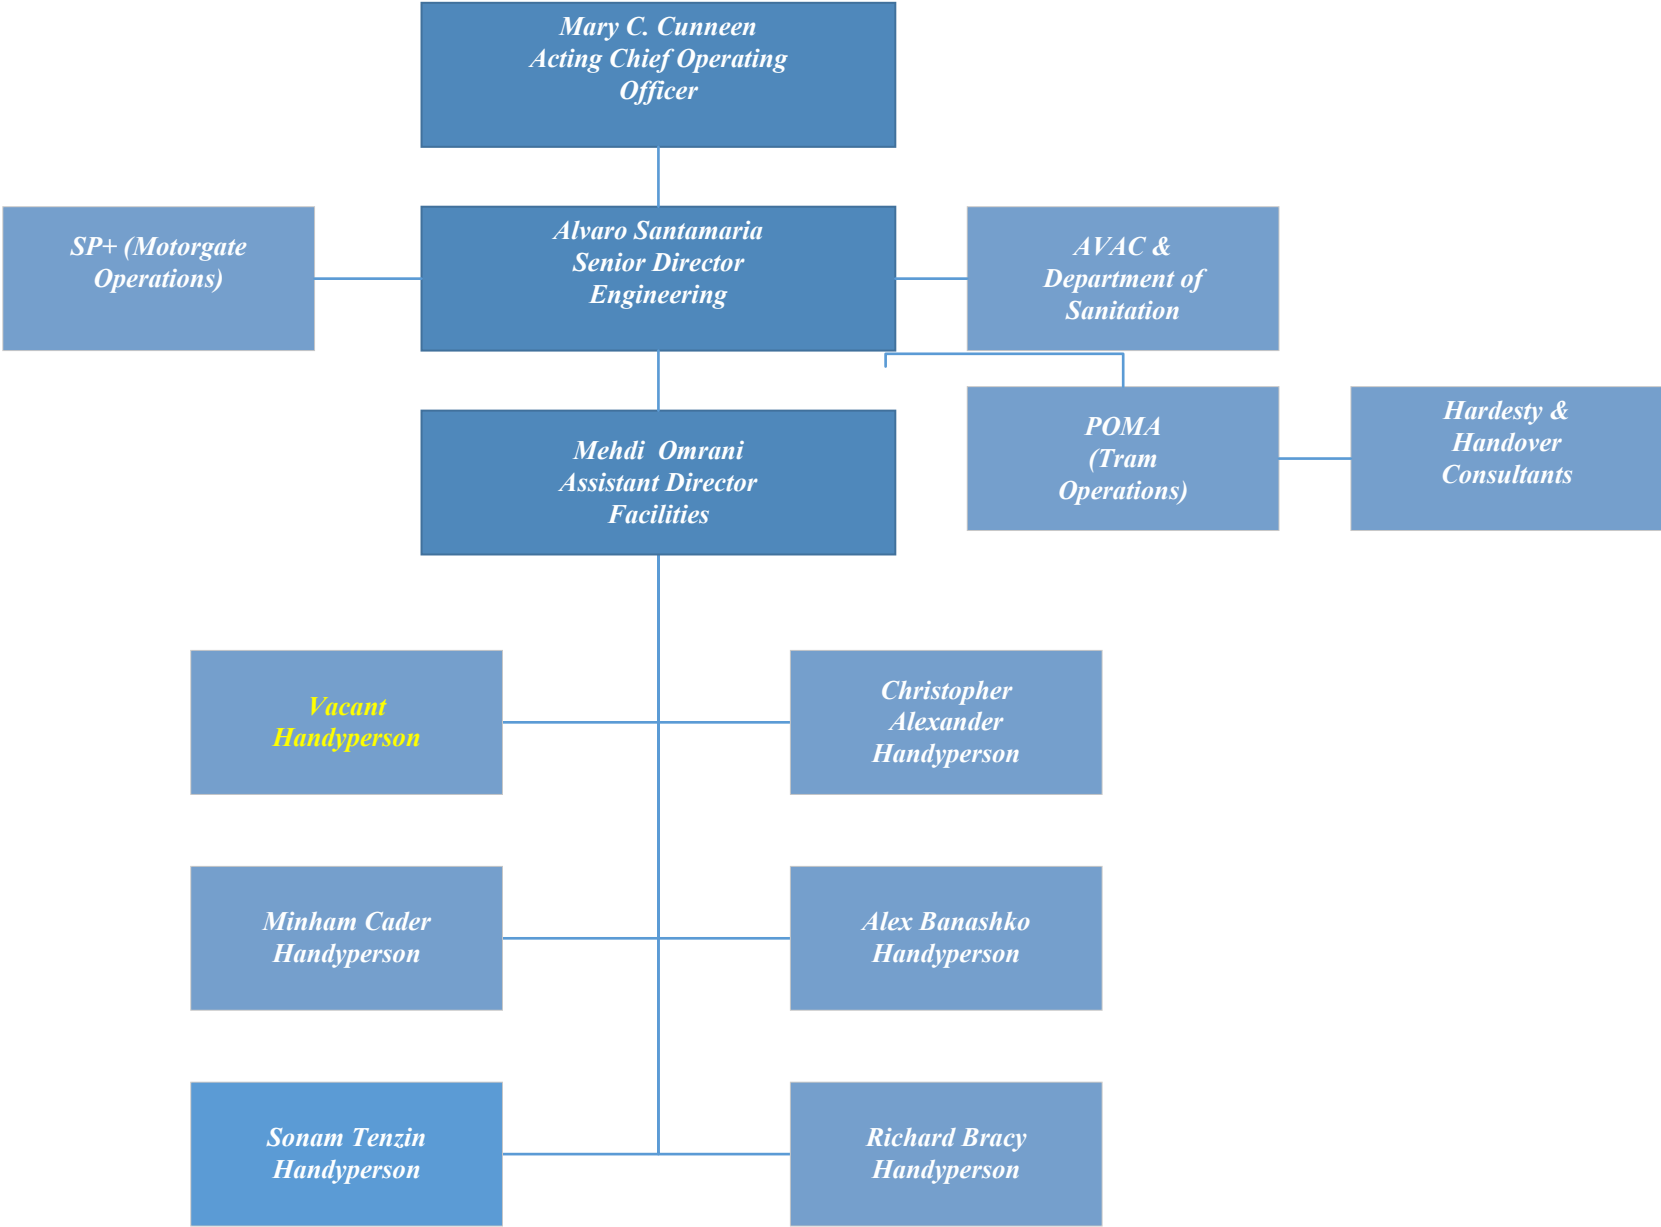 Mary C. Cunneen
Acting Chief Operating
Officer
SP+ (Motorgate
Operations)
Alvaro Santamaria
Senior Director
Engineering
AVAC &
Department of
Sanitation
Mehdi  Omrani
Assistant Director
Facilities
POMA
(Tram
Operations)
Hardesty &
Handover
Consultants
Vacant
Handyperson
Christopher
Alexander
Handyperson
Minham Cader
Handyperson
Alex Banashko
Handyperson
Sonam Tenzin
Handyperson
Richard Bracy
Handyperson